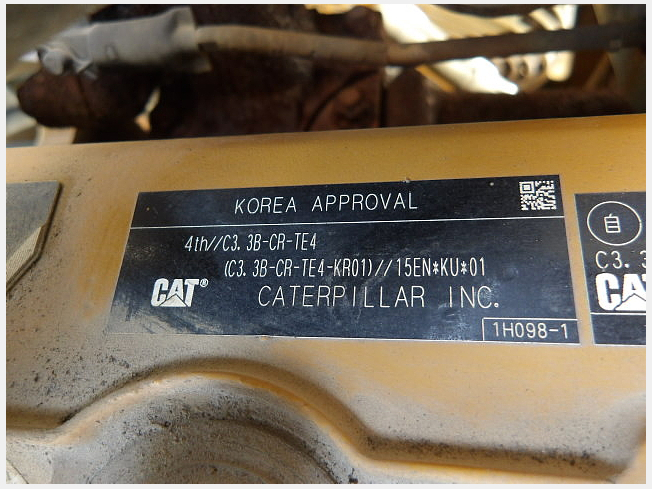 KOREA APPROVAL
4th//C3. 3B-CR-TE4
(C3. 3B-CR-TE4-KR01)//15EN*KU*01
CAT®
CATERPILLAR INC.
1H098-1
自
C3. 3
CAT